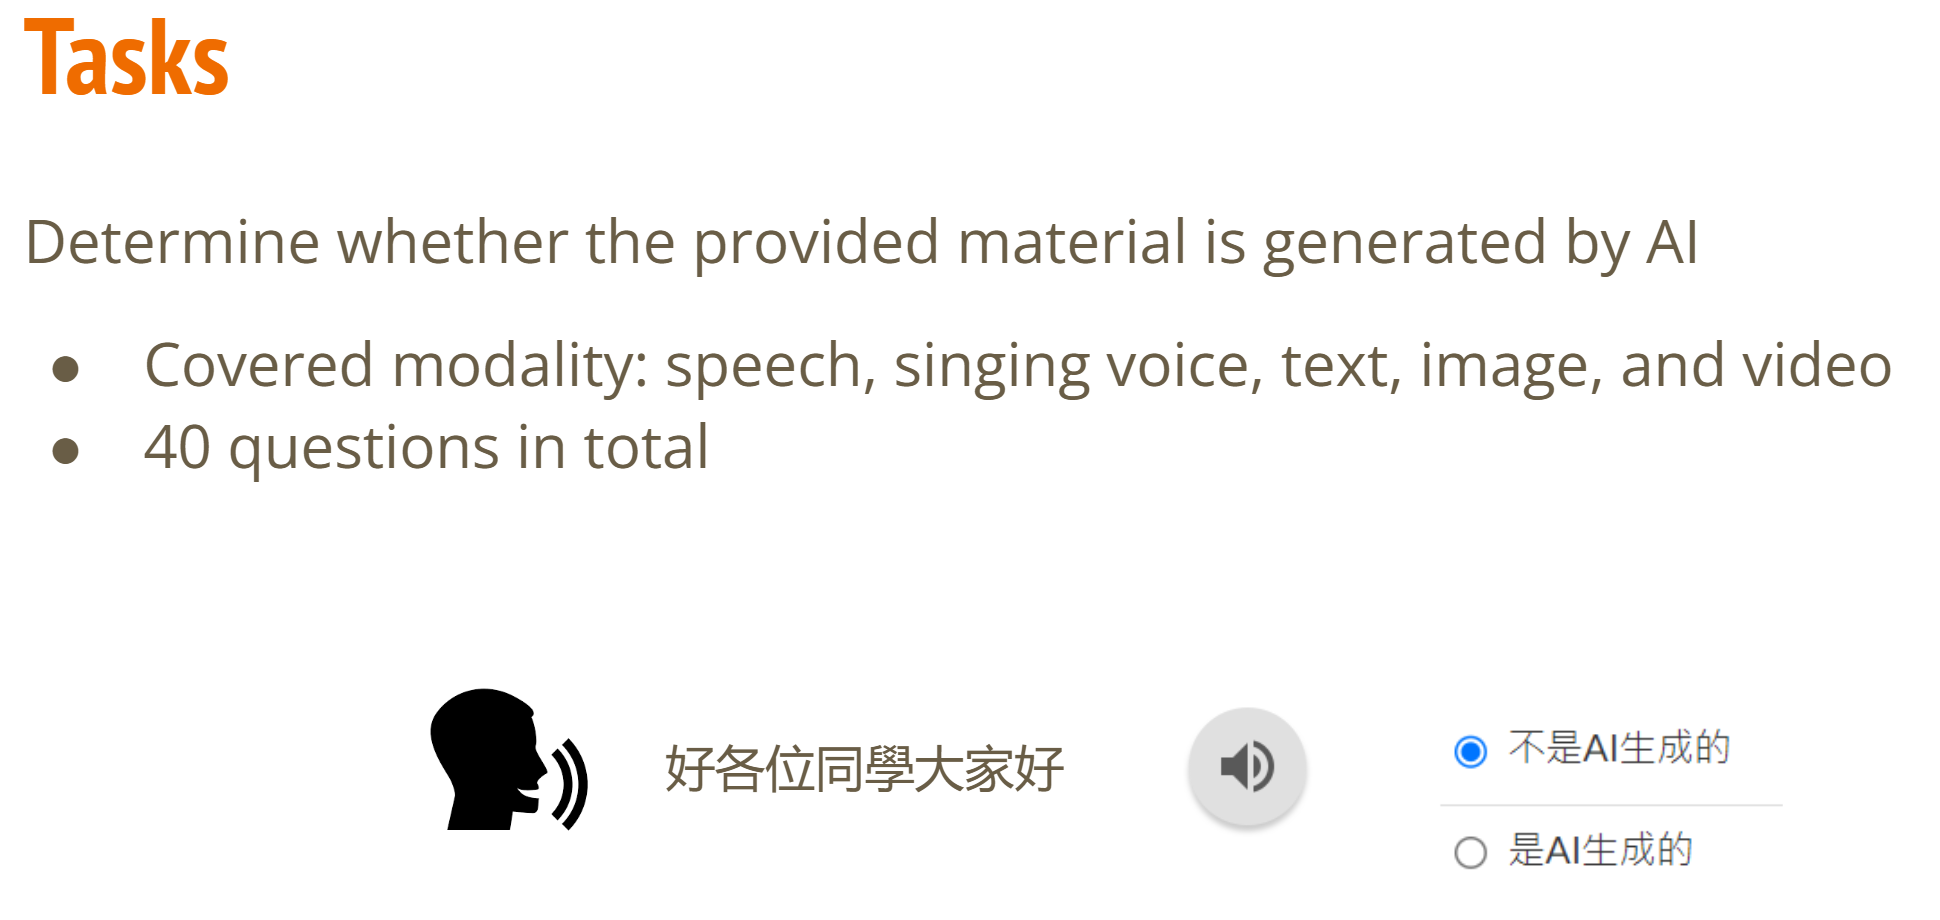 Tasks
Determine whether the provided material is generated by AI
● Covered modality: speech, singing voice, text, image, and video
● 40 questions in total
好各位同學大家好
不是AI生成的
是AI生成的